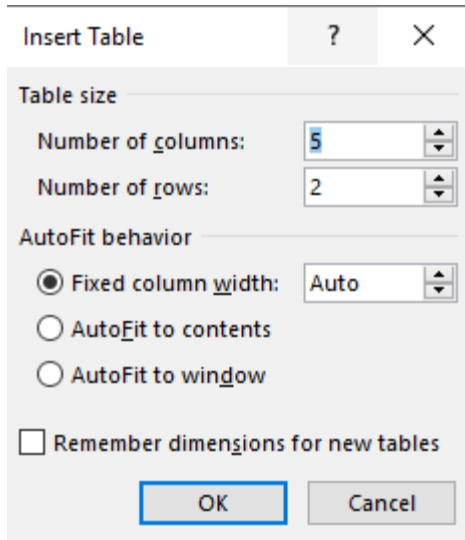 Insert Table ?
Table size
Number of columns: 5
Number of rows: 2
AutoFit behavior
Fixed column width: Auto
AutoFit to contents
AutoFit to window
Remember dimensions for new tables
OK Cancel